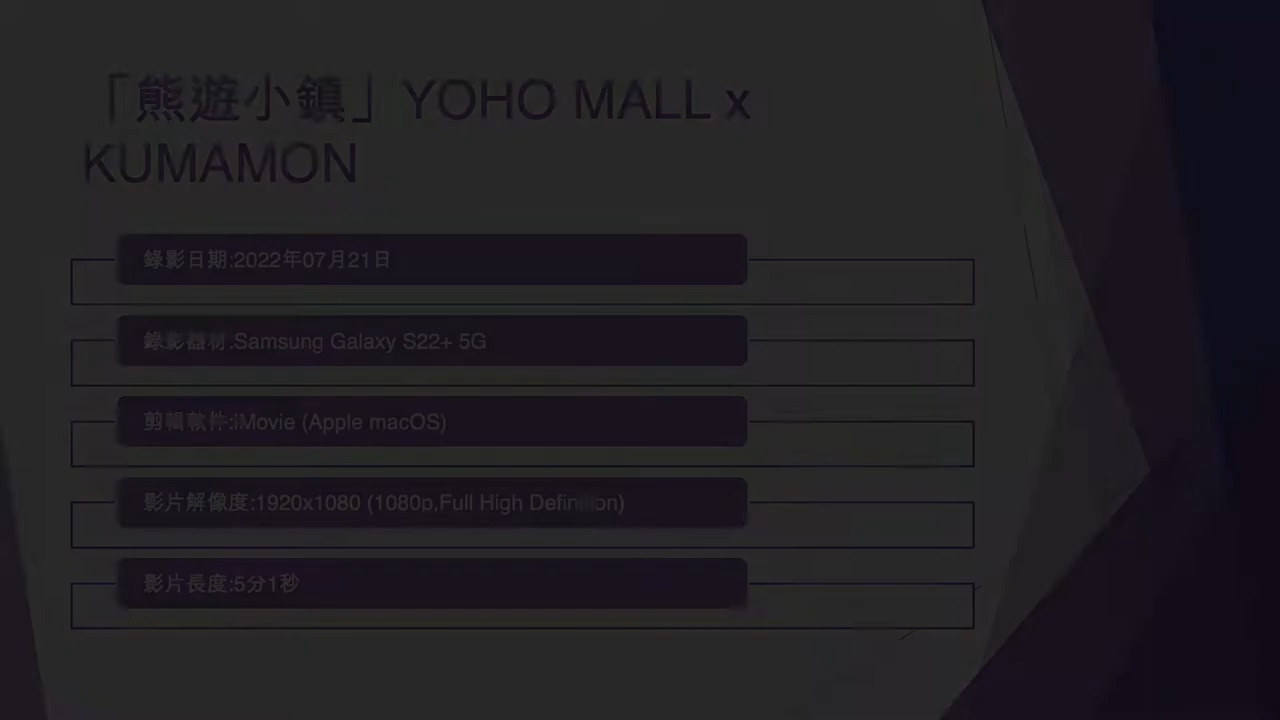 「熊遊小鎮」YOHO MALL x
KUMAMON
錄影日期:2022年07月21日
錄影器材:Samsung Galaxy S22+ 5G
剪輯軟件:iMovie (Apple macOS)
影片解像度:1920x1080 (1080p,Full High Definition)
影片長度:5分1秒